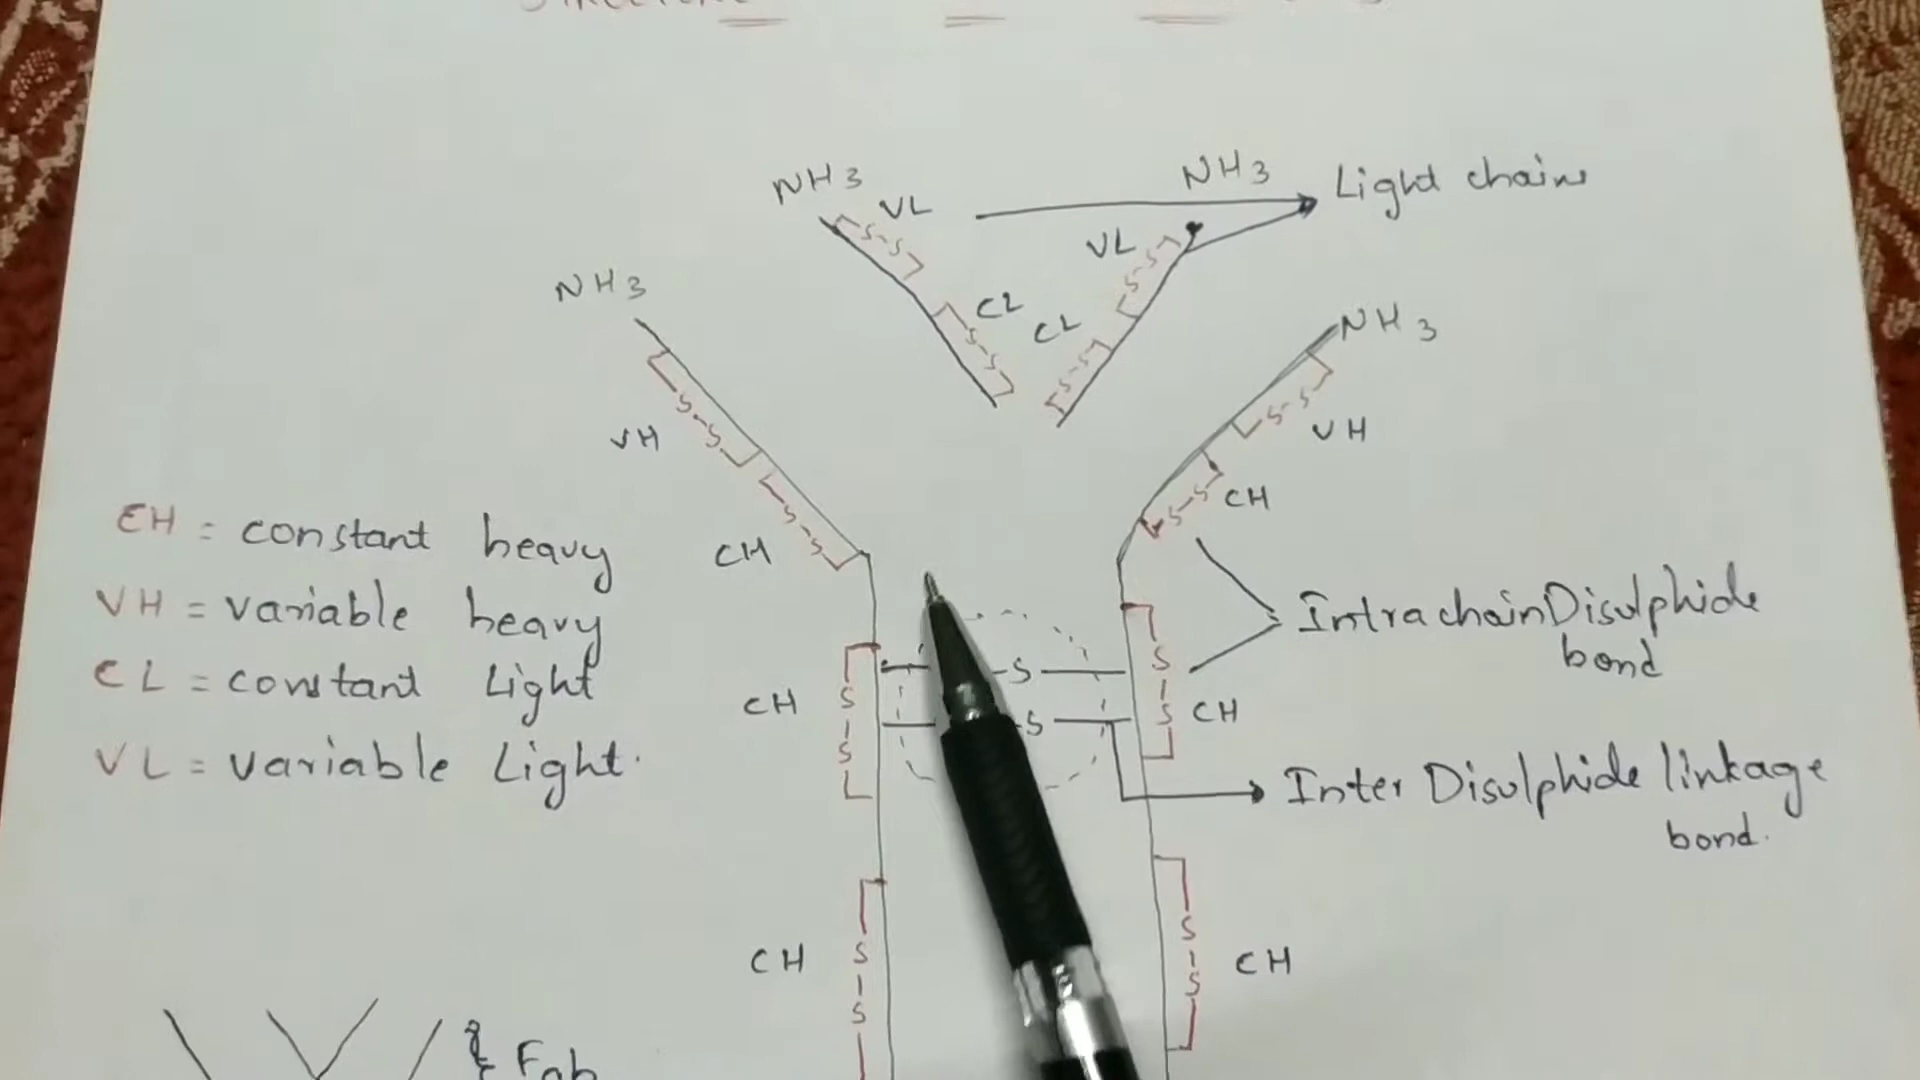 NH3
VL
NH3
Light chains
VL
NH3
S-S
S-S
CL
CL
NH3
S-S
S-S
S-S
VH
S-S
VH
CH = constant heavy
CH
S-S
S-S
CH
VH = variable heavy
Intrachain Disulphide
bond
CL = constant Light
CH
S
S
S
S
CH
S
S
VL = variable Light.
Inter Disulphide linkage
bond.
CH
S
S
S
S
CH
Fab